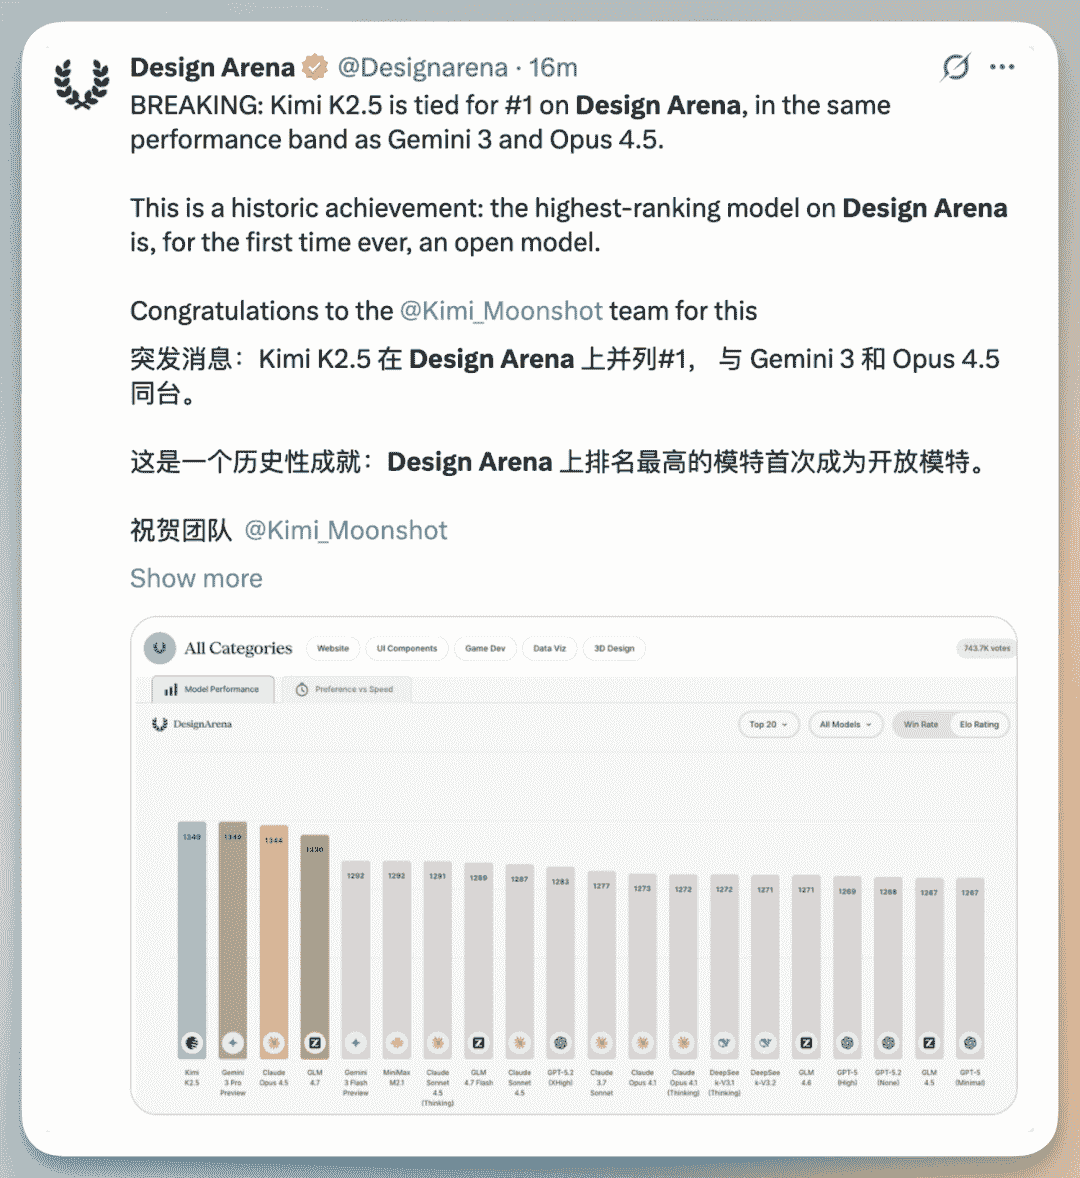 Design Arena @Designarena · 16m
BREAKING: Kimi K2.5 is tied for #1 on Design Arena, in the same
performance band as Gemini 3 and Opus 4.5.
This is a historic achievement: the highest-ranking model on Design Arena
is, for the first time ever, an open model.
Congratulations to the @Kimi_Moonshot team for this
突发消息：Kimi K2.5 在 Design Arena 上并列#1， 与 Gemini 3 和 Opus 4.5
同台。
这是一个历史性成就：Design Arena 上排名最高的模特首次成为开放模特。
祝贺团队 @Kimi_Moonshot
Show more
All Categories Website UI Components Game Dev Data Viz 3D Design 743.7K votes
Model Performance Preference vs Speed
DesignArena Top 20 All Models Win Rate Elo Rating
1349 1349 1344 1330 1292 1292 1291 1289 1287 1283 1277 1273 1272 1272 1271 1271 1269 1268 1267 1267
Kimi K2.5
Gemini 3 Pro Preview
Claude Opus 4.5
GLM 4.7
Gemini 3 Flash Preview
MiniMax M2.1
Claude Sonnet 4.5 (Thinking)
GLM 4.7 Flash
Claude Sonnet 4.5
GPT-5.2 (XHigh)
Claude 3.7 Sonnet
Claude Opus 4.1
Claude Opus 4.1 (Thinking)
DeepSeek-V3.1 (Thinking)
DeepSeek-V3.2
GLM 4.6
GPT-5 (High)
GPT-5.2 (None)
GLM 4.5
GPT-5 (Minimal)